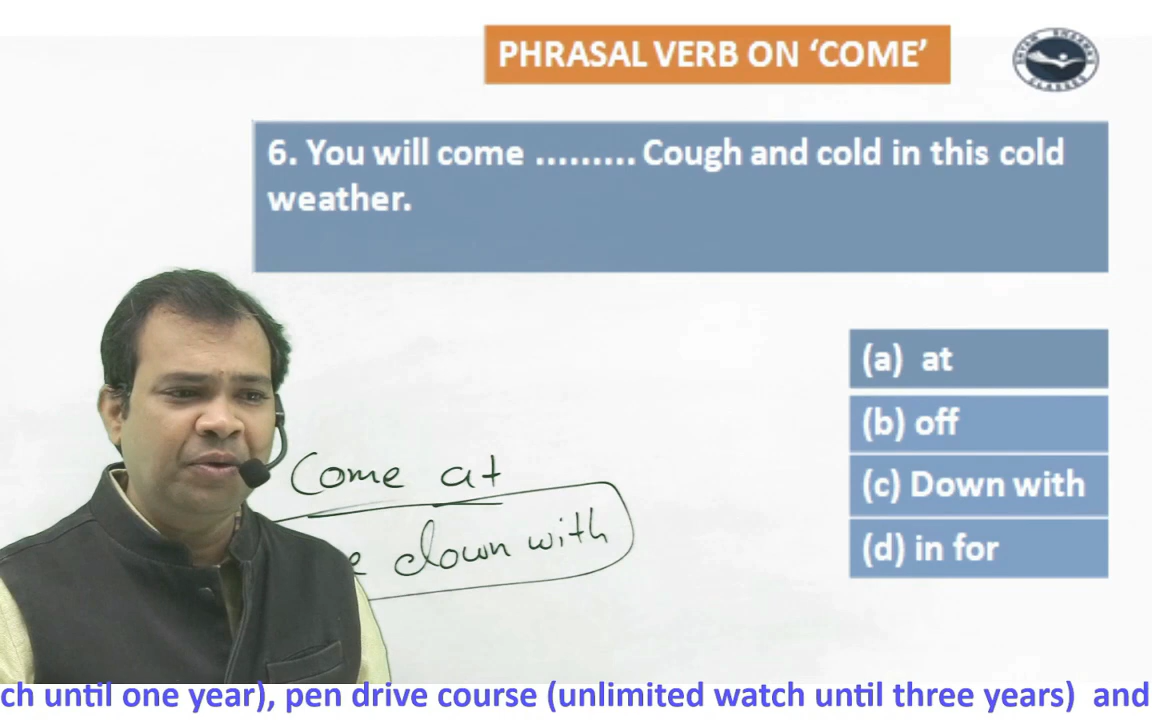 PHRASAL VERB ON ‘COME’
6. You will come ......... Cough and cold in this cold
weather.
(a)  at
(b) off
(c) Down with
(d) in for
Come at
e down with
ch until one year), pen drive course (unlimited watch until three years)  and